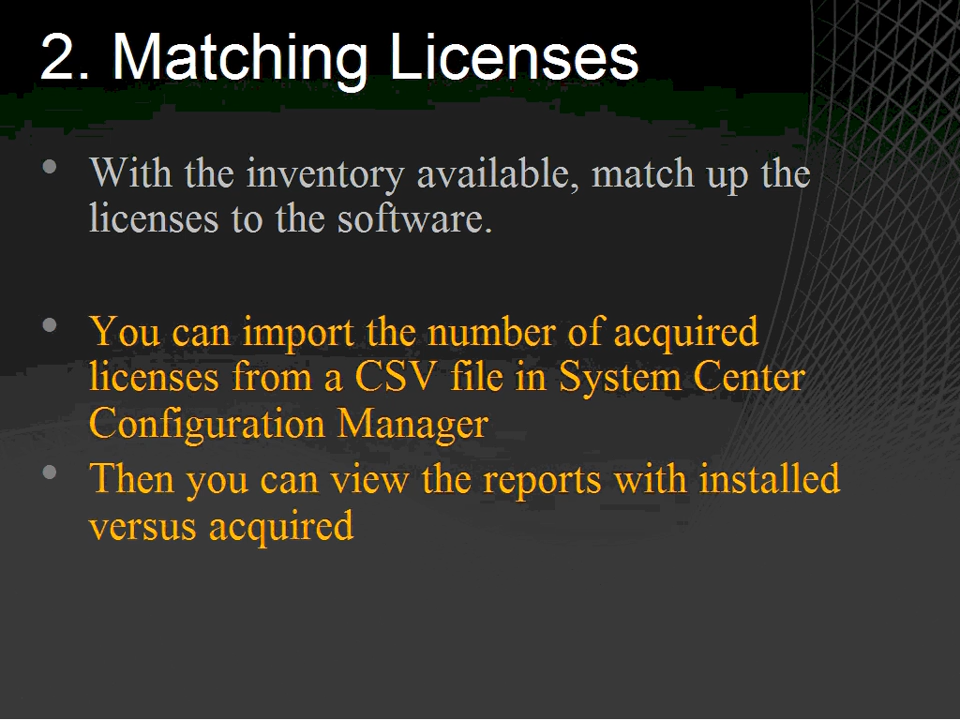 2. Matching Licenses
• With the inventory available, match up the
licenses to the software.
• You can import the number of acquired
licenses from a CSV file in System Center
Configuration Manager
• Then you can view the reports with installed
versus acquired